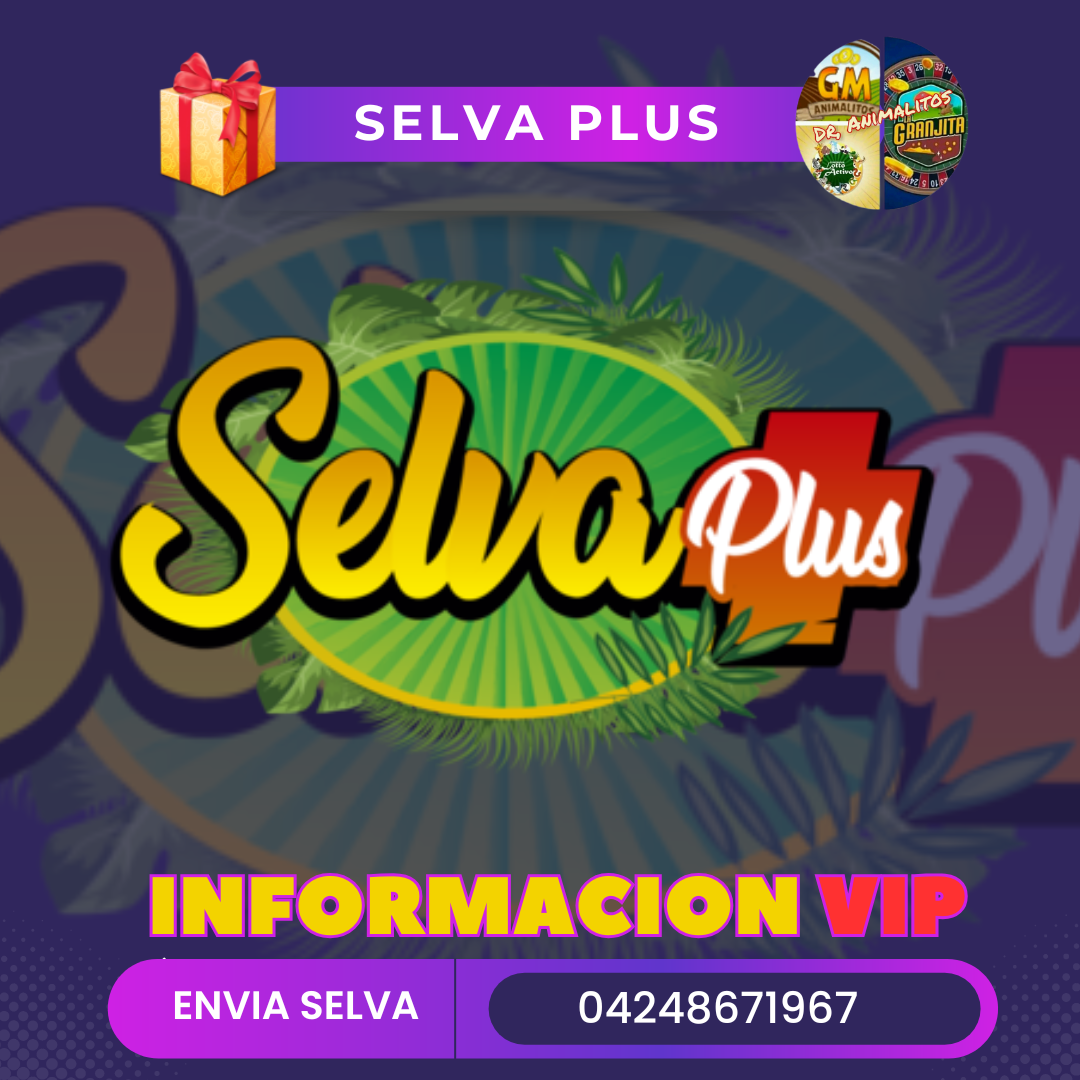 SELVA PLUS
GM
ANIMALITOS
DR. ANIMALITOS
GRANJITA
Lotto
Activo
Selva Plus
INFORMACION VIP
ENVIA SELVA
04248671967